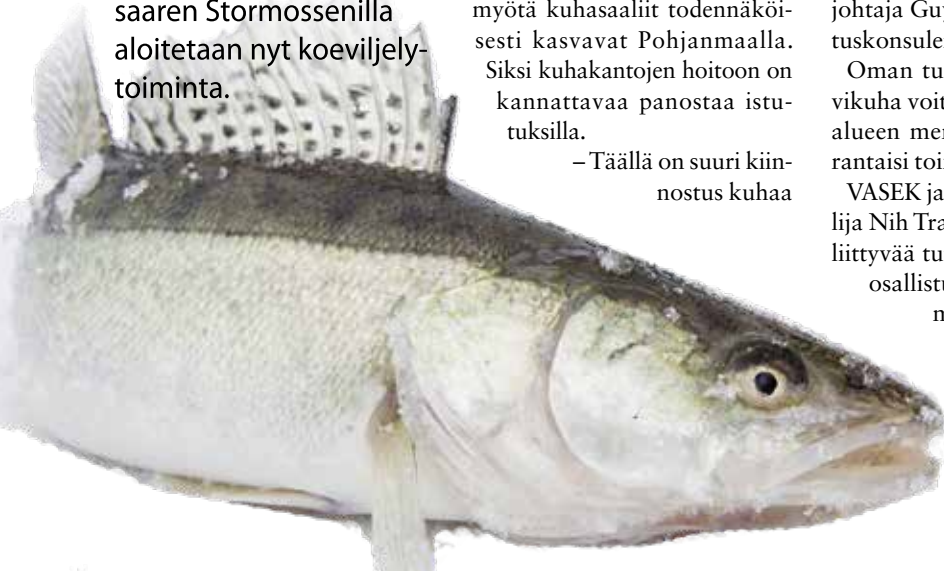 saaren Stormossenilla
aloitetaan nyt koeviljely-
toiminta.
myötä kuhasaaliit todennäköi-
sesti kasvavat Pohjanmaalla.
Siksi kuhakantojen hoitoon on
kannattavaa panostaa istu-
tuksilla.
– Täällä on suuri kiin-
nostus kuhaa
johtaja
tuskonsule
Oman tu
vikuha voit
alueen me
rantaisi toi
VASEK ja
lija Nih Tra
liittyvää tu
osallistu